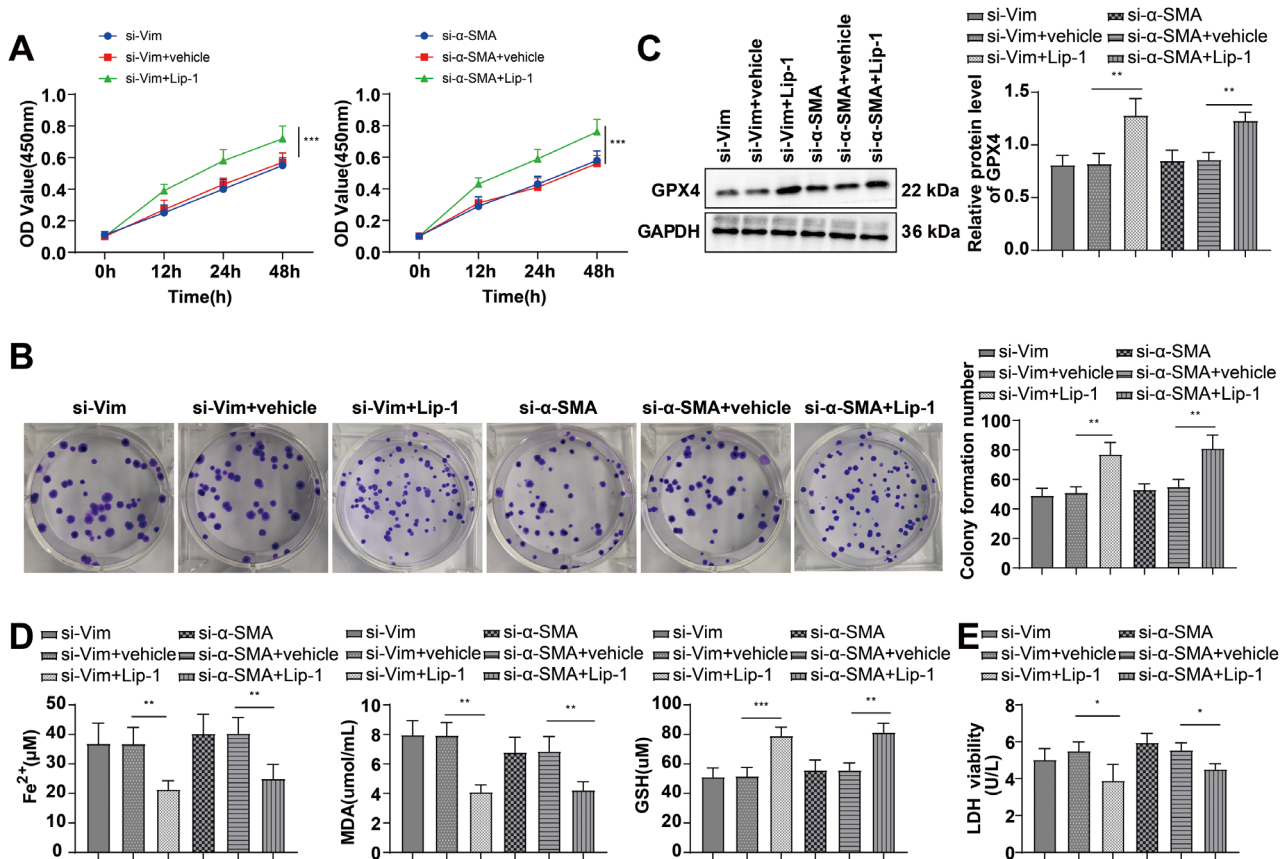 A
si-Vim
si-Vim+vehicle
si-Vim+Lip-1
OD Value(450nm)
1.0
0.8
0.6
0.4
0.2
0.0
***
0h 12h 24h 48h
Time(h)
si-α-SMA
si-α-SMA+vehicle
si-α-SMA+Lip-1
OD Value(450nm)
1.0
0.8
0.6
0.4
0.2
0.0
***
0h 12h 24h 48h
Time(h)
C
si-Vim
si-Vim+vehicle
si-Vim+Lip-1
si-α-SMA
si-α-SMA+vehicle
si-α-SMA+Lip-1
GPX4 22 kDa
GAPDH 36 kDa
si-Vim si-α-SMA
si-Vim+vehicle si-α-SMA+vehicle
si-Vim+Lip-1 si-α-SMA+Lip-1
Relative protein level
of GPX4
1.5
1.0
0.5
0.0
** **
B
si-Vim si-Vim+vehicle si-Vim+Lip-1 si-α-SMA si-α-SMA+vehicle si-α-SMA+Lip-1
si-Vim si-α-SMA
si-Vim+vehicle si-α-SMA+vehicle
si-Vim+Lip-1 si-α-SMA+Lip-1
Colony formation number
100
80
60
40
20
0
** **
D
si-Vim si-α-SMA
si-Vim+vehicle si-α-SMA+vehicle
si-Vim+Lip-1 si-α-SMA+Lip-1
Fe2+(μM)
50
40
30
20
10
0
** **
si-Vim si-α-SMA
si-Vim+vehicle si-α-SMA+vehicle
si-Vim+Lip-1 si-α-SMA+Lip-1
MDA(umol/mL)
10
8
6
4
2
0
** **
si-Vim si-α-SMA
si-Vim+vehicle si-α-SMA+vehicle
si-Vim+Lip-1 si-α-SMA+Lip-1
GSH(uM)
100
80
60
40
20
0
*** **
E
si-Vim si-α-SMA
si-Vim+vehicle si-α-SMA+vehicle
si-Vim+Lip-1 si-α-SMA+Lip-1
LDH viability
(U/L)
8
6
4
2
0
* *